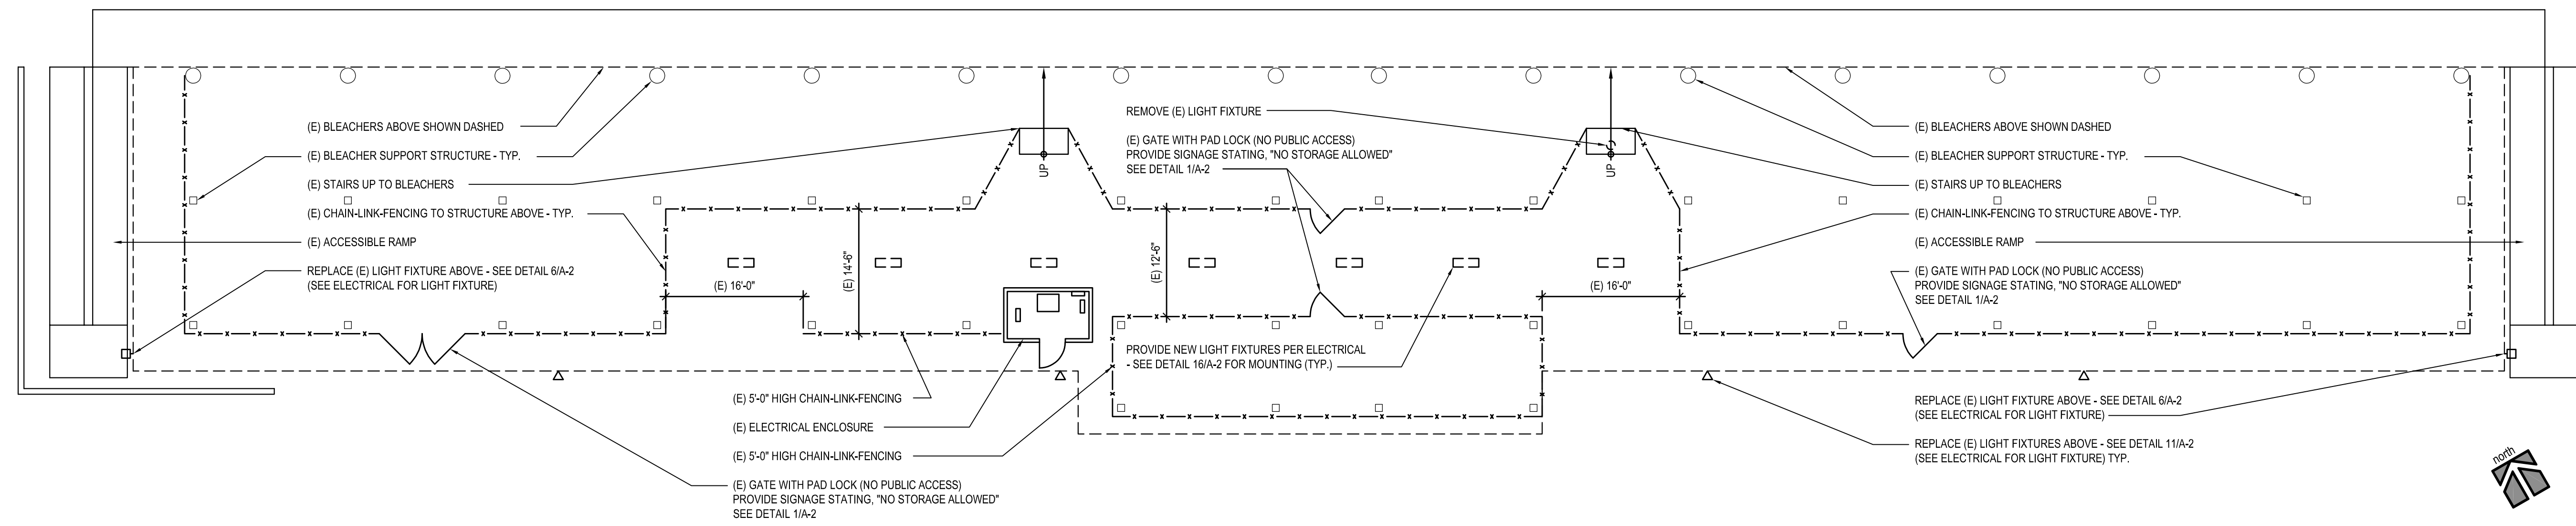 (E) BLEACHERS ABOVE SHOWN DASHED
(E) BLEACHER SUPPORT STRUCTURE - TYP.
(E) STAIRS UP TO BLEACHERS
(E) CHAIN-LINK-FENCING TO STRUCTURE ABOVE - TYP.
(E) ACCESSIBLE RAMP
REPLACE (E) LIGHT FIXTURE ABOVE - SEE DETAIL 6/A-2
(SEE ELECTRICAL FOR LIGHT FIXTURE)
(E) 16'-0"
(E) 14'-6"
UP
(E) 5'-0" HIGH CHAIN-LINK-FENCING
(E) ELECTRICAL ENCLOSURE
(E) 5'-0" HIGH CHAIN-LINK-FENCING
(E) GATE WITH PAD LOCK (NO PUBLIC ACCESS)
PROVIDE SIGNAGE STATING, "NO STORAGE ALLOWED"
SEE DETAIL 1/A-2
REMOVE (E) LIGHT FIXTURE
(E) GATE WITH PAD LOCK (NO PUBLIC ACCESS)
PROVIDE SIGNAGE STATING, "NO STORAGE ALLOWED"
SEE DETAIL 1/A-2
(E) 12'-6"
PROVIDE NEW LIGHT FIXTURES PER ELECTRICAL
- SEE DETAIL 16/A-2 FOR MOUNTING (TYP.)
UP
(E) 16'-0"
(E) BLEACHERS ABOVE SHOWN DASHED
(E) BLEACHER SUPPORT STRUCTURE - TYP.
(E) STAIRS UP TO BLEACHERS
(E) CHAIN-LINK-FENCING TO STRUCTURE ABOVE - TYP.
(E) ACCESSIBLE RAMP
(E) GATE WITH PAD LOCK (NO PUBLIC ACCESS)
PROVIDE SIGNAGE STATING, "NO STORAGE ALLOWED"
SEE DETAIL 1/A-2
REPLACE (E) LIGHT FIXTURE ABOVE - SEE DETAIL 6/A-2
(SEE ELECTRICAL FOR LIGHT FIXTURE)
REPLACE (E) LIGHT FIXTURES ABOVE - SEE DETAIL 11/A-2
(SEE ELECTRICAL FOR LIGHT FIXTURE) TYP.
north